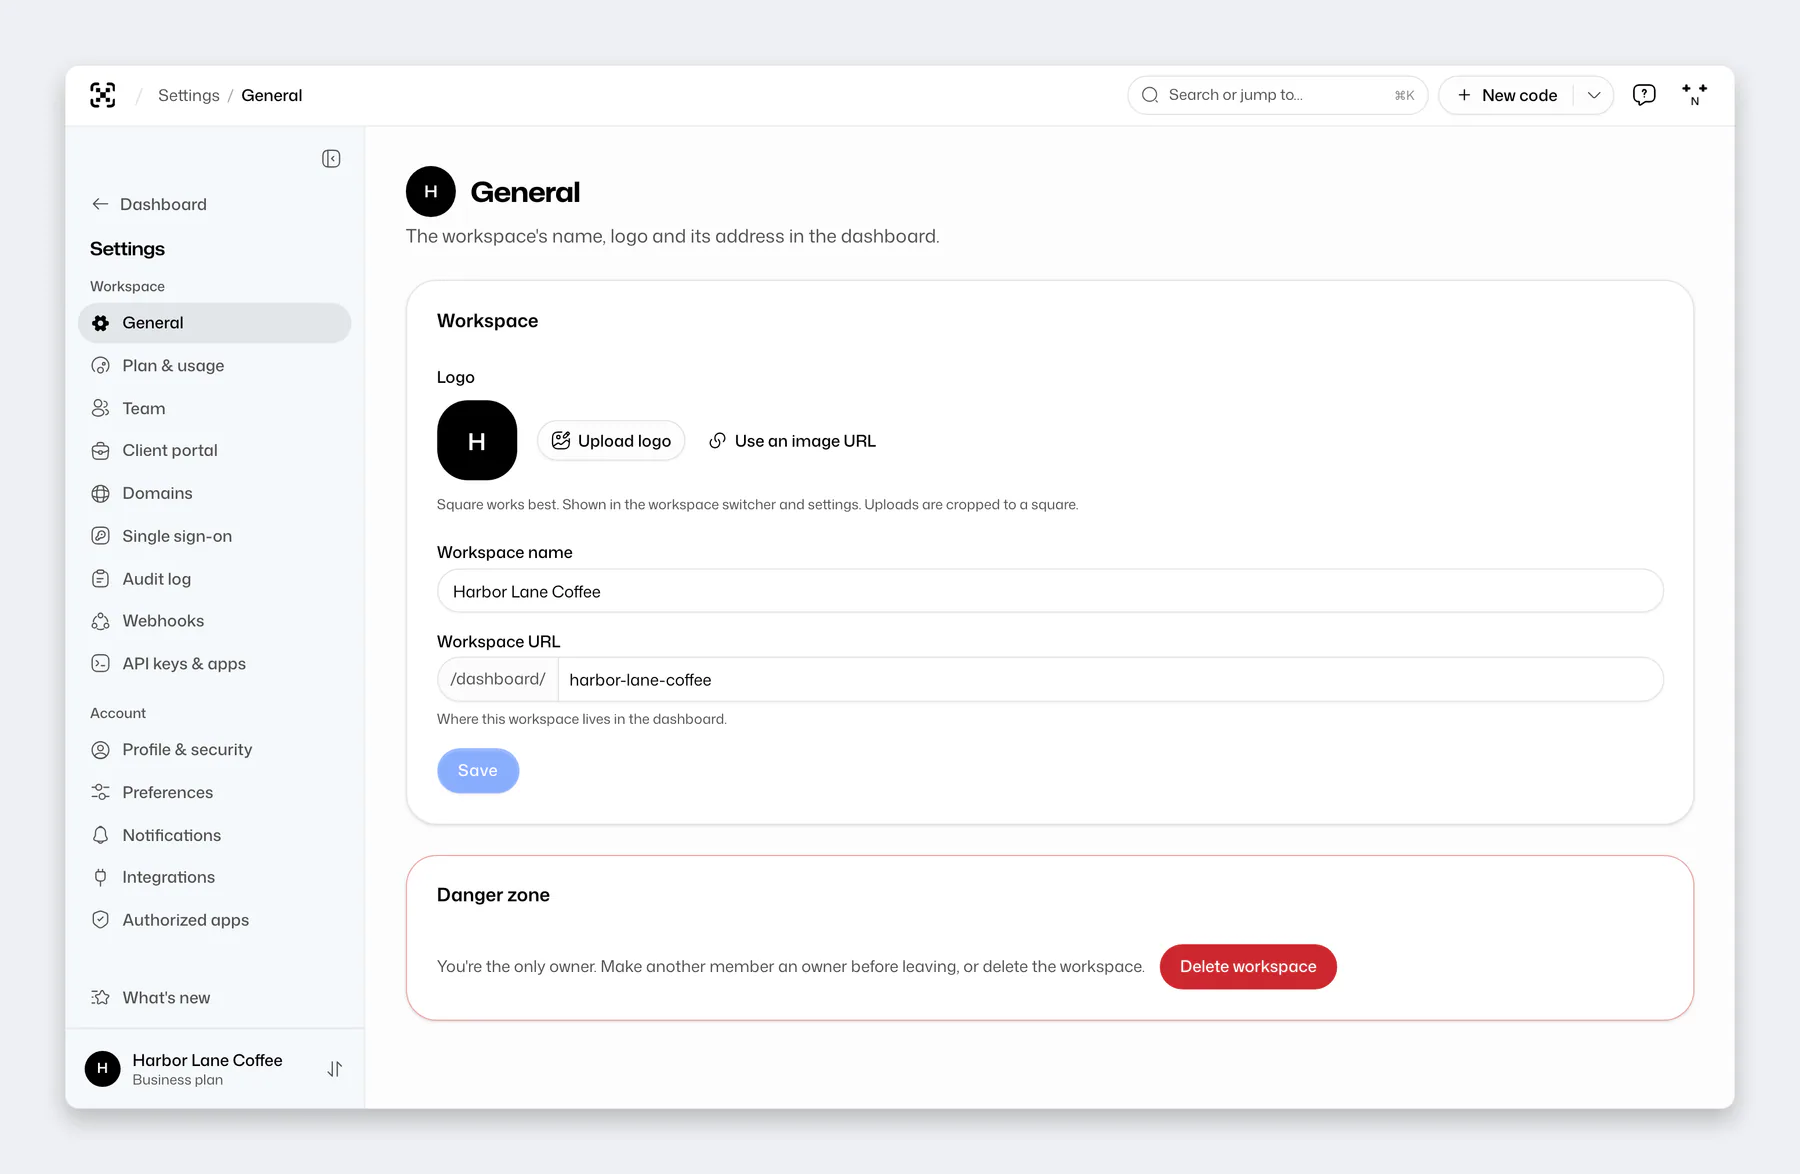 Settings / General
Search or jump to... ⌘K
+ New code
N
Dashboard
Settings
Workspace
General
Plan & usage
Team
Client portal
Domains
Single sign-on
Audit log
Webhooks
API keys & apps
Account
Profile & security
Preferences
Notifications
Integrations
Authorized apps
What's new
H
Harbor Lane Coffee
Business plan
H
General
The workspace's name, logo and its address in the dashboard.
Workspace
Logo
H
Upload logo
Use an image URL
Square works best. Shown in the workspace switcher and settings. Uploads are cropped to a square.
Workspace name
Harbor Lane Coffee
Workspace URL
/dashboard/ harbor-lane-coffee
Where this workspace lives in the dashboard.
Save
Danger zone
You're the only owner. Make another member an owner before leaving, or delete the workspace.
Delete workspace